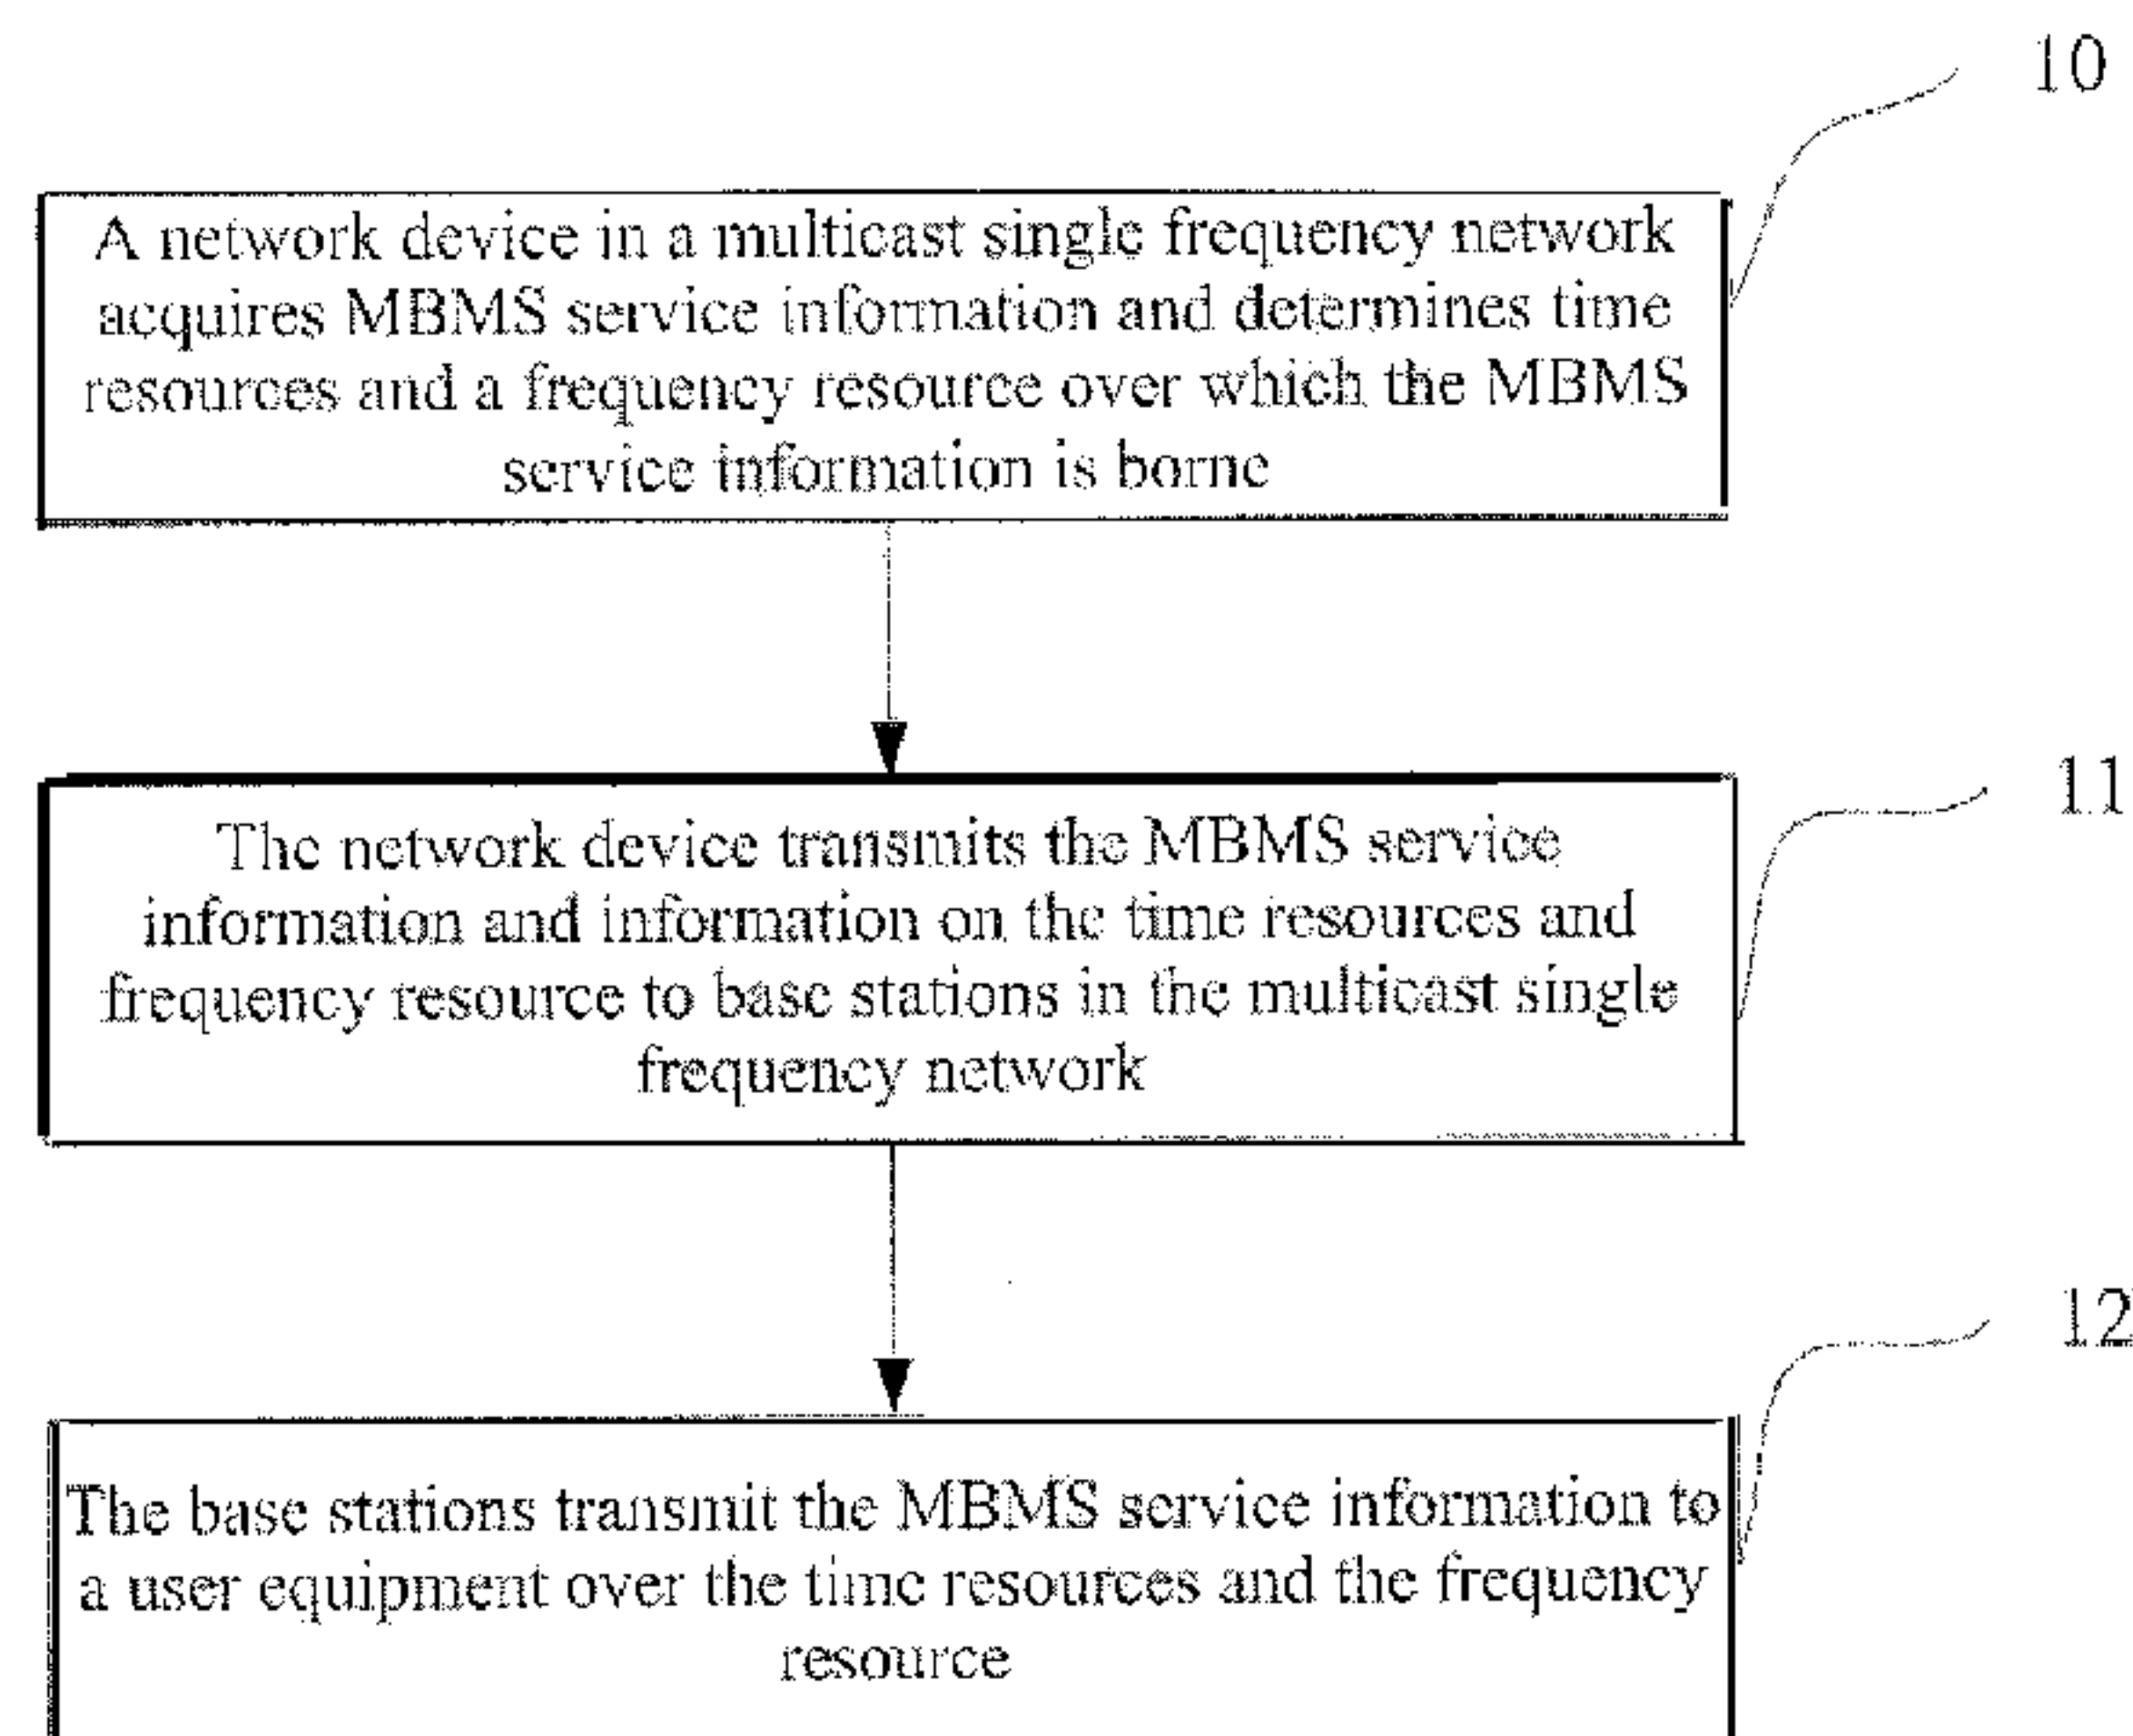 10
A network device in a multicast single frequency network
acquires MBMS service information and determines time
resources and a frequency resource over which the MBMS
service information is borne
11
The network device transmits the MBMS service
information and information on the time resources and
frequency resource to base stations in the multicast single
frequency network
12
The base stations transmit the MBMS service information to
a user equipment over the time resources and the frequency
resource